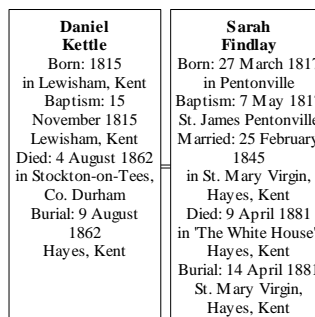 Daniel
Kettle
Born: 1815
in Lewisham, Kent
Baptism: 15
November 1815
Lewisham, Kent
Died: 4 August 1862
in Stockton-on-Tees,
Co. Durham
Burial: 9 August
1862
Hayes, Kent
Sarah
Findlay
Born: 27 March 1817
in Pentonville
Baptism: 7 May 1817
St. James Pentonville
Married: 25 February
1845
in St. Mary Virgin,
Hayes, Kent
Died: 9 April 1881
in 'The White House'
Hayes, Kent
Burial: 14 April 1881
St. Mary Virgin,
Hayes, Kent